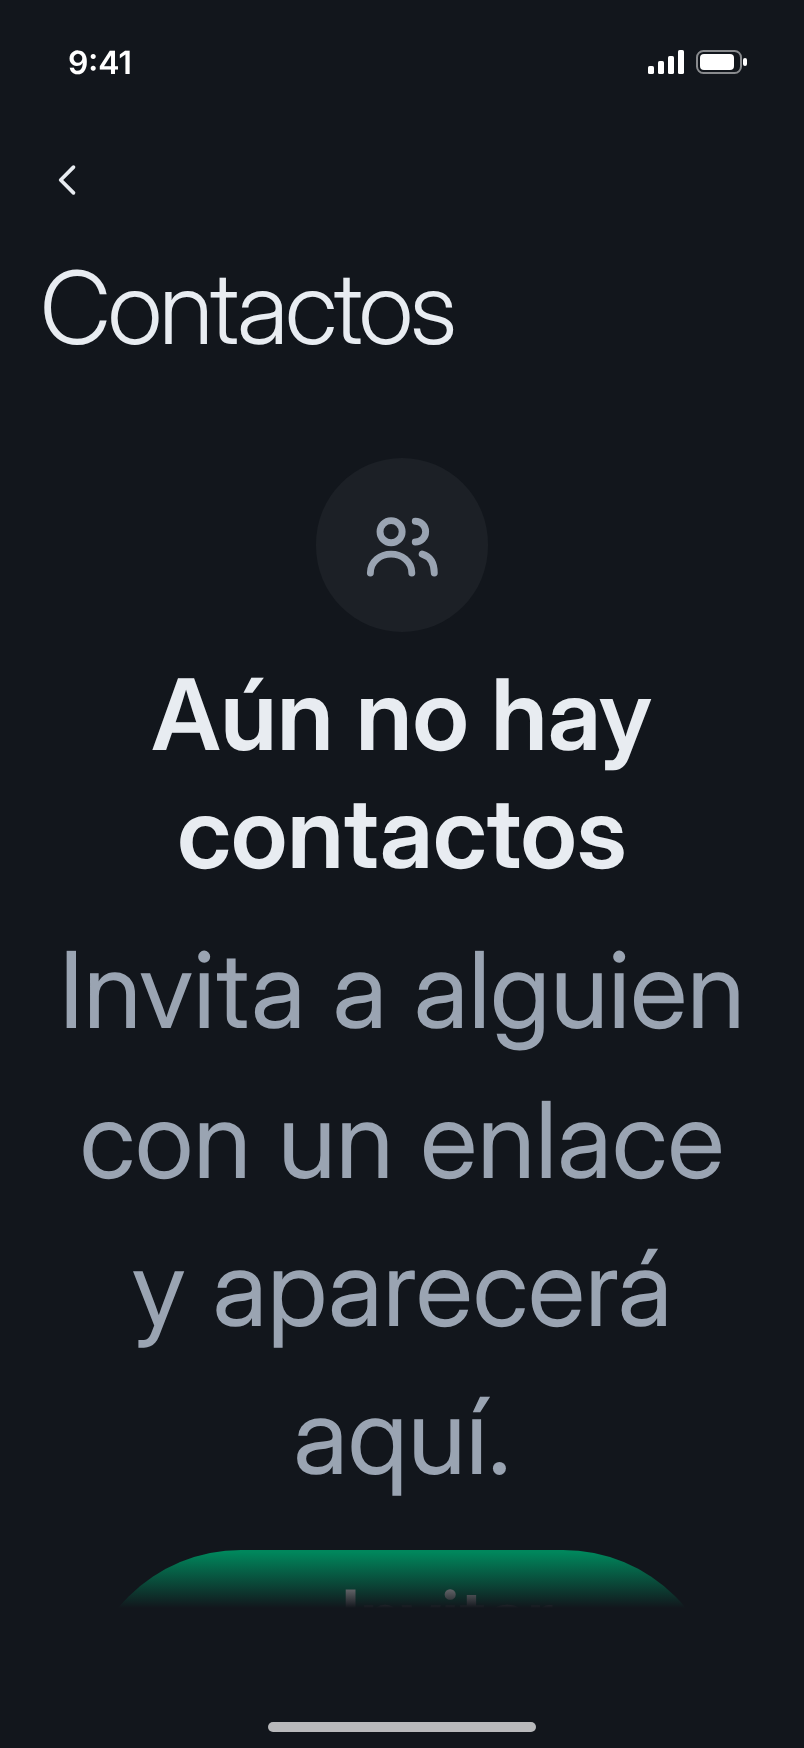 9:41
Contactos
Aún no hay
contactos
Invita a alguien
con un enlace
y aparecerá
aquí.